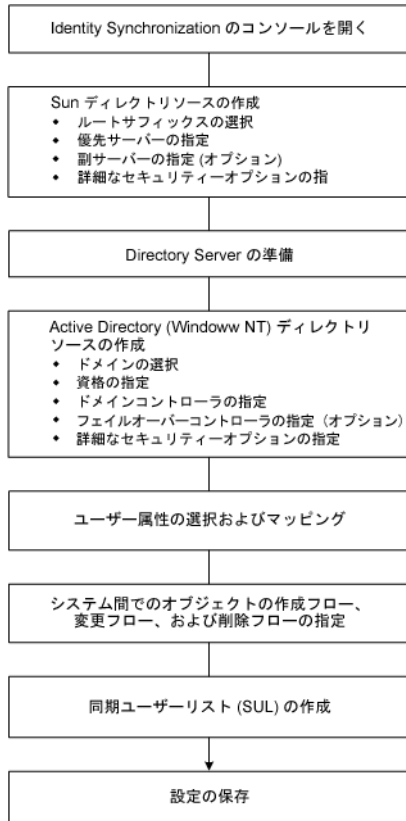 Identity Synchronization のコンソールを開く
Sun ディレクトリソースの作成
◆ ルートサフィックスの選択
◆ 優先サーバーの指定
◆ 副サーバーの指定 (オプション)
◆ 詳細なセキュリティーオプションの指
Directory Server の準備
Active Directory (Windoww NT) ディレクトリ
ソースの作成
◆ ドメインの選択
◆ 資格の指定
◆ ドメインコントローラの指定
◆ フェイルオーバーコントローラの指定（オプション）
◆ 詳細なセキュリティーオプションの指定
ユーザー属性の選択およびマッピング
システム間でのオブジェクトの作成フロー、
変更フロー、および削除フローの指定
同期ユーザーリスト (SUL) の作成
設定の保存